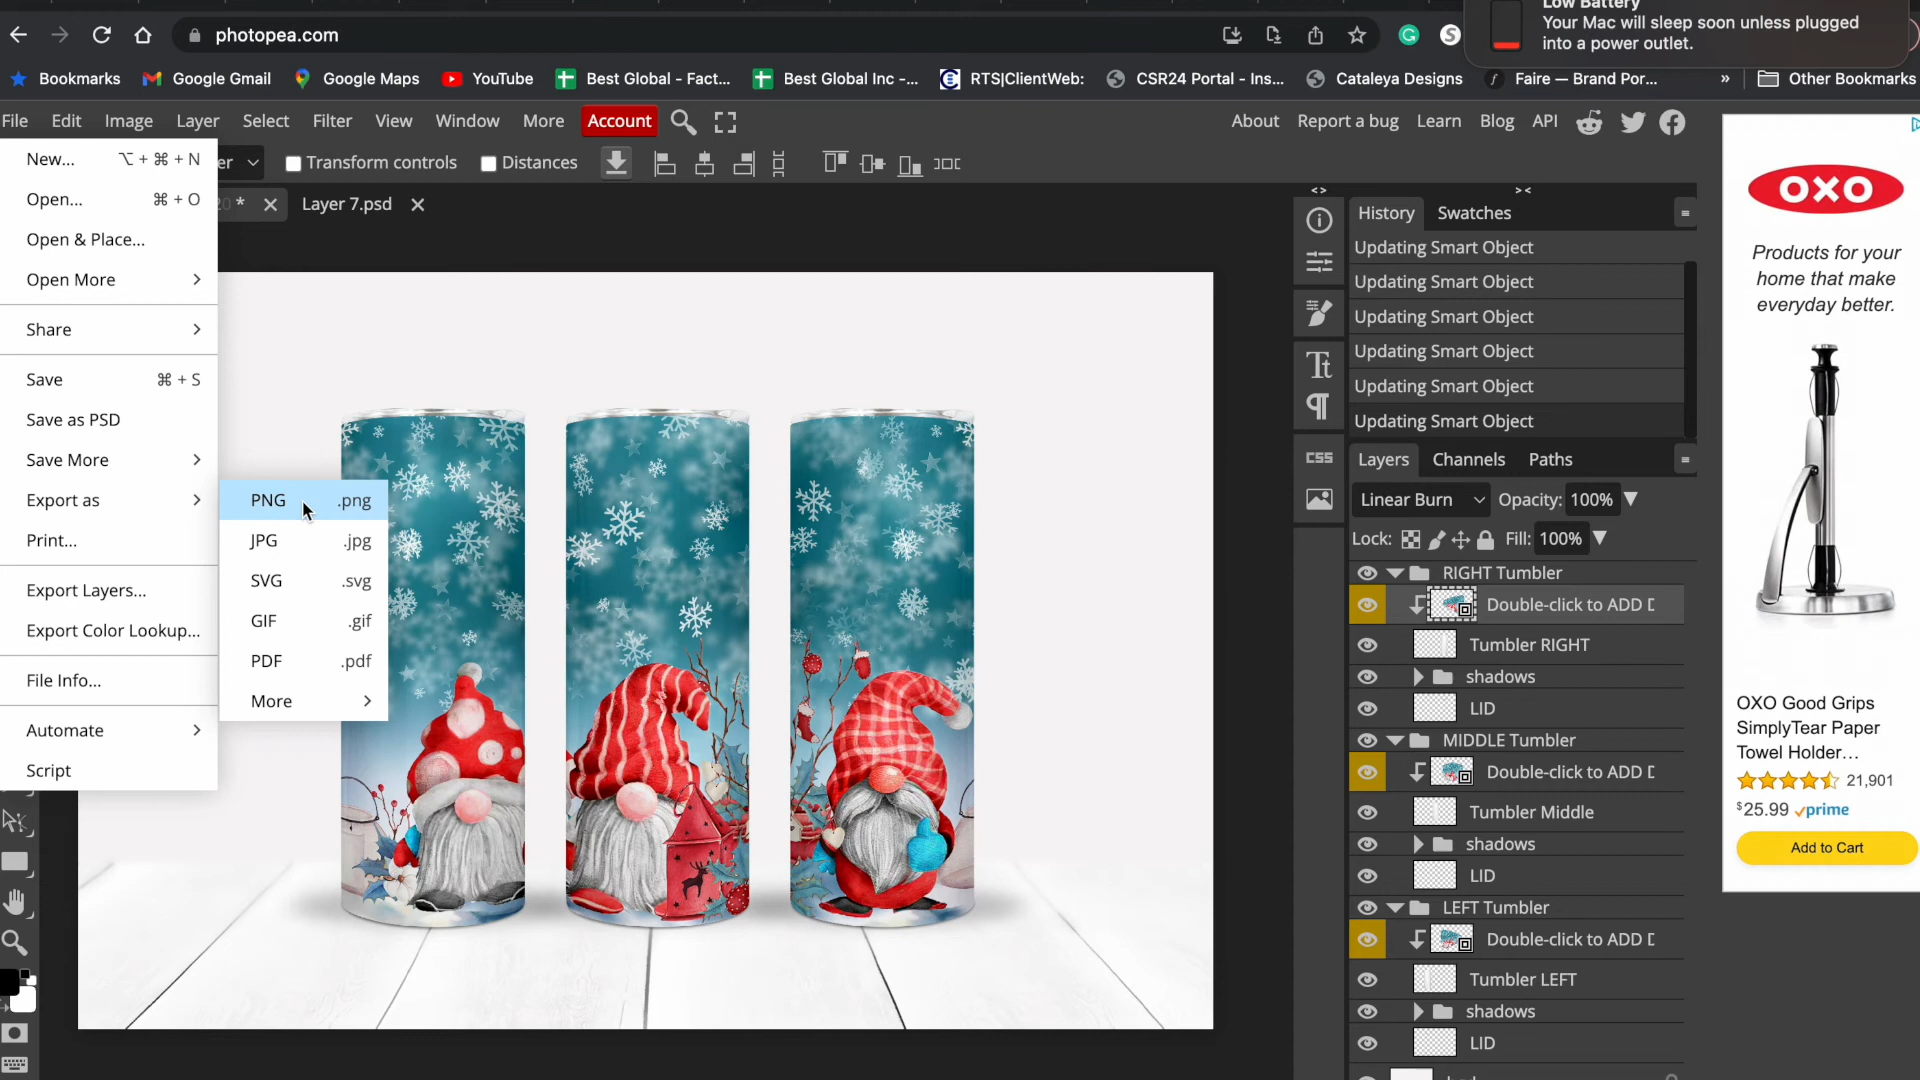 Low Battery
Your Mac will sleep soon unless plugged
into a power outlet.
photopea.com
Bookmarks
Google Gmail
Google Maps
YouTube
Best Global - Fact...
Best Global Inc -...
RTS|ClientWeb:
CSR24 Portal - Ins...
Cataleya Designs
Faire — Brand Por...
»
Other Bookmarks
File Edit Image Layer Select Filter View Window More Account
About Report a bug Learn Blog API
New... ⌥ + ⌘ + N
er
Transform controls
Distances
Open... ⌘ + O
*
Layer 7.psd
Open & Place...
Open More
Share
Save ⌘ + S
Save as PSD
Save More
Export as
Print...
Export Layers...
Export Color Lookup...
File Info...
Automate
Script
PNG .png
JPG .jpg
SVG .svg
GIF .gif
PDF .pdf
More
<> ><
History Swatches
Updating Smart Object
Updating Smart Object
Updating Smart Object
Updating Smart Object
Updating Smart Object
Updating Smart Object
CSS
Layers Channels Paths
Linear Burn Opacity: 100%
Lock: Fill: 100%
RIGHT Tumbler
Double-click to ADD D
Tumbler RIGHT
shadows
LID
MIDDLE Tumbler
Double-click to ADD D
Tumbler Middle
shadows
LID
LEFT Tumbler
Double-click to ADD D
Tumbler LEFT
shadows
LID
OXO
Products for your
home that make
everyday better.
OXO Good Grips
SimplyTear Paper
Towel Holder...
21,901
$25.99 prime
Add to Cart